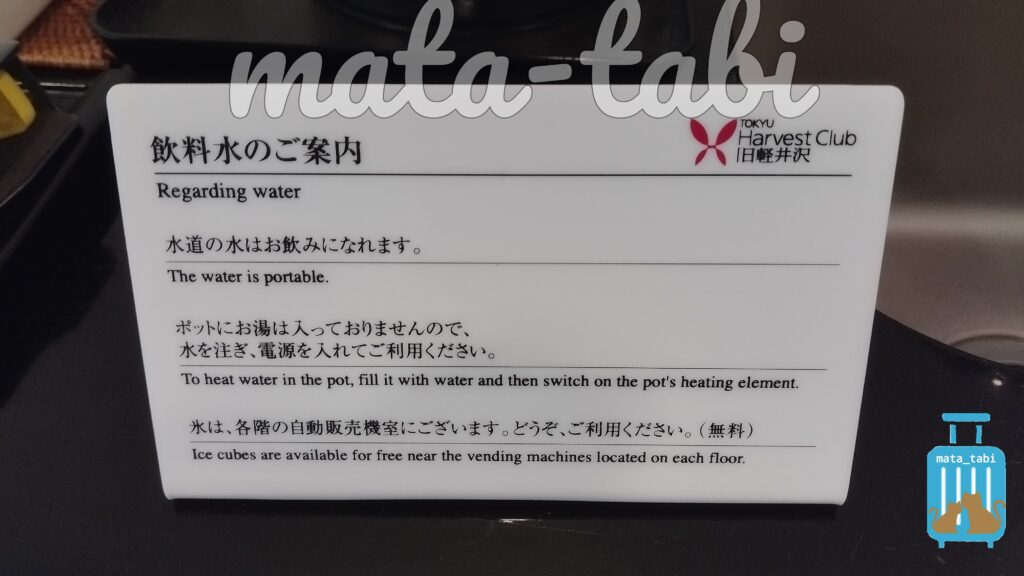 mata-tabi
飲料水のご案内
TOKYU
Harvest Club
旧軽井沢
Regarding water
水道の水はお飲みになれます。
The water is portable.
ポットにお湯は入っておりませんので、
水を注ぎ、電源を入れてご利用ください。
To heat water in the pot, fill it with water and then switch on the pot's heating element.
氷は、各階の自動販売機室にございます。どうぞ、ご利用ください。（無料）
Ice cubes are available for free near the vending machines located on each floor.
mata_tabi